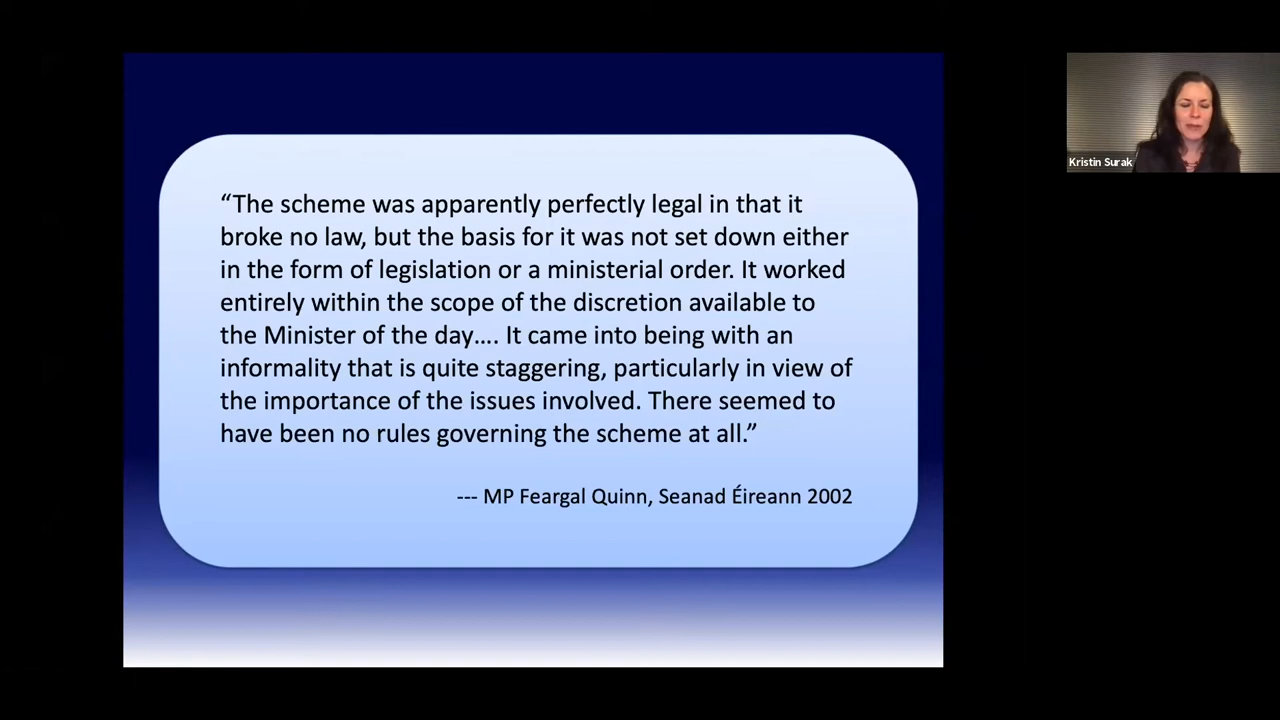 “The scheme was apparently perfectly legal in that it
broke no law, but the basis for it was not set down either
in the form of legislation or a ministerial order. It worked
entirely within the scope of the discretion available to
the Minister of the day…. It came into being with an
informality that is quite staggering, particularly in view of
the importance of the issues involved. There seemed to
have been no rules governing the scheme at all.”
--- MP Feargal Quinn, Seanad Éireann 2002
Kristin Surak